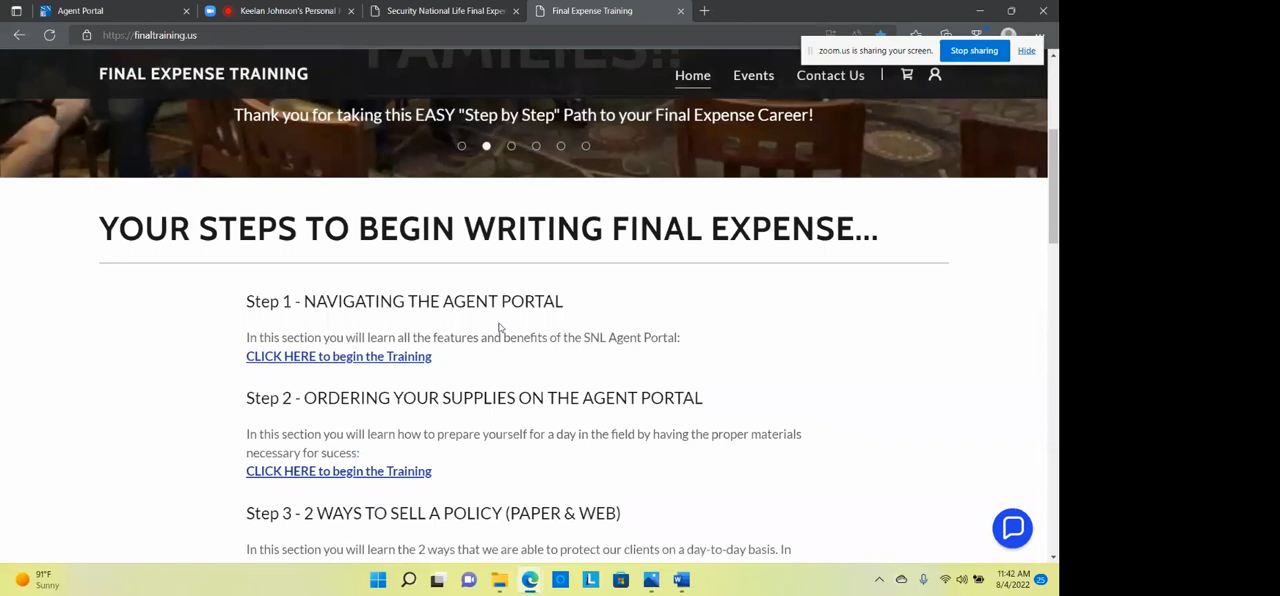 Agent Portal
Keelan Johnson's Personal
Security National Life Final Expe
Final Expense Training
https://finaltraining.us
zoom.us is sharing your screen. Stop sharing Hide
FAMILIES!!
FINAL EXPENSE TRAINING
Home Events Contact Us
Thank you for taking this EASY "Step by Step" Path to your Final Expense Career!
YOUR STEPS TO BEGIN WRITING FINAL EXPENSE...
Step 1 - NAVIGATING THE AGENT PORTAL
In this section you will learn all the features and benefits of the SNL Agent Portal:
CLICK HERE to begin the Training
Step 2 - ORDERING YOUR SUPPLIES ON THE AGENT PORTAL
In this section you will learn how to prepare yourself for a day in the field by having the proper materials
necessary for sucess:
CLICK HERE to begin the Training
Step 3 - 2 WAYS TO SELL A POLICY (PAPER & WEB)
In this section you will learn the 2 ways that we are able to protect our clients on a day-to-day basis. In
91°F
Sunny
11:42 AM
8/4/2022
25